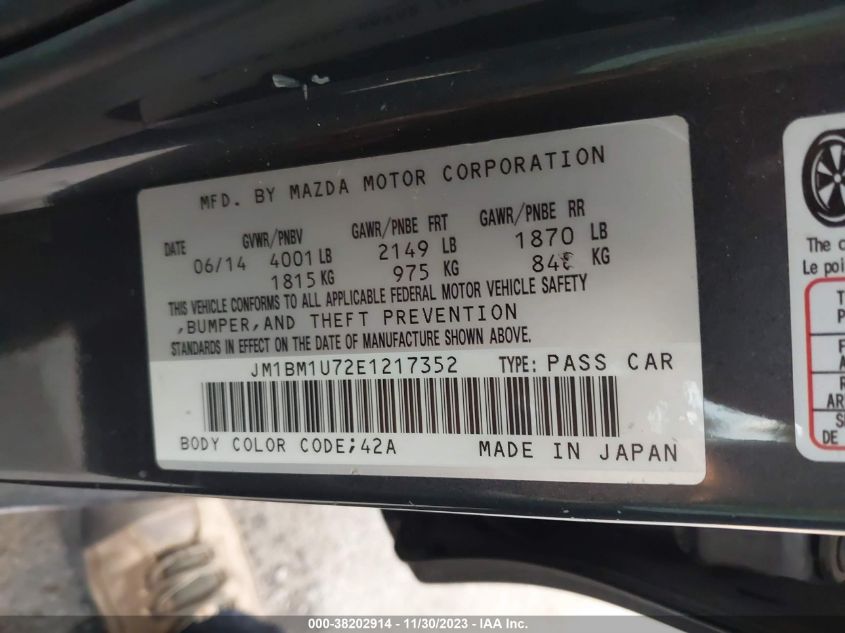 MFD. BY MAZDA MOTOR CORPORATION
DATE GVWR/PNBV GAWR/PNBE FRT GAWR/PNBE RR
06/14 4001 LB 2149 LB 1870 LB
1815 KG 975 KG KG
THIS VEHICLE CONFORMS TO ALL APPLICABLE FEDERAL MOTOR VEHICLE SAFETY
,BUMPER,AND THEFT PREVENTION
STANDARDS IN EFFECT ON THE DATE OF MANUFACTURE SHOWN ABOVE.
JM1BM1U72E1217352 TYPE: PASS CAR
BODY COLOR CODE;42A MADE IN JAPAN
The
Le
DE
000-38202914 - 11/30/2023 - IAA Inc.